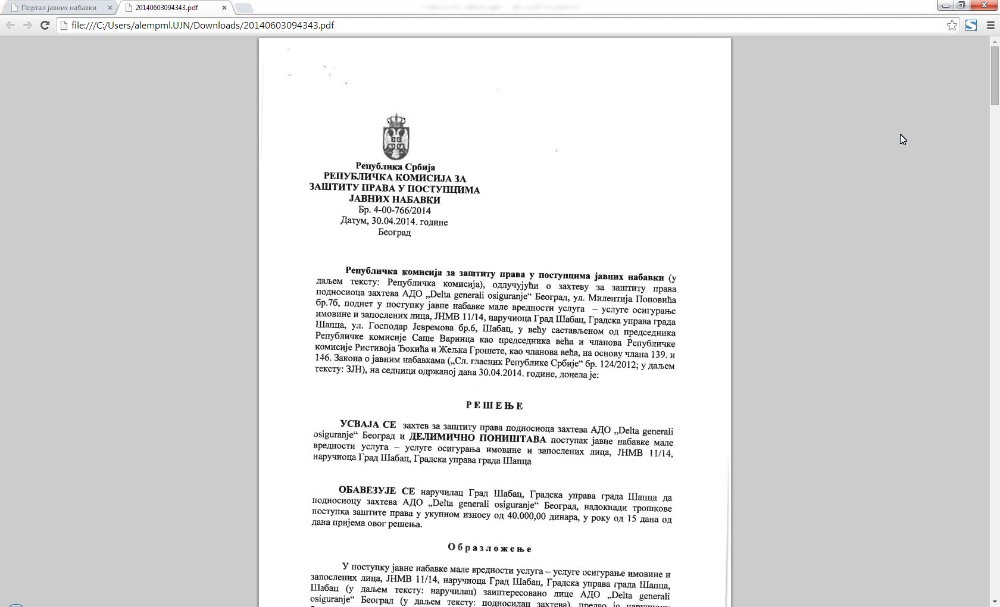 Портал јавних набавки
20140603094343.pdf
file:///C:/Users/alempml.UJN/Downloads/20140603094343.pdf
Република Србија
РЕПУБЛИЧКА КОМИСИЈА ЗА
ЗАШТИТУ ПРАВА У ПОСТУПЦИМА
ЈАВНИХ НАБАВКИ
Бр. 4-00-766/2014
Датум, 30.04.2014. године
Београд
Републичка комисија за заштиту права у поступцима јавних набавки (у
даљем тексту: Републичка комисија), одлучујући о захтеву за заштиту права
подносиоца захтева АДО „Delta generali osiguranje“ Београд, ул. Милентија Поповића
бр.7б, поднет у поступку јавне набавке мале вредности услуга – услуге осигурање
имовине и запослених лица, ЈНМВ 11/14, наручиоца Град Шабац, Градска управа града
Шапца, ул. Господар Јевремова бр.6, Шабац, у већу састављеном од председника
Републичке комисије Саше Варинца као председника већа и чланова Републичке
комисије Ристивоја Ђокића и Жељка Грошете, као чланова већа, на основу члана 139. и
146. Закона о јавним набавкама („Сл. гласник Републике Србије“ бр. 124/2012; у даљем
тексту: ЗЈН), на седници одржаној дана 30.04.2014. године, донела је:
Р Е Ш Е Њ Е
УСВАЈА СЕ захтев за заштиту права подносиоца захтева АДО „Delta generali
osiguranje“ Београд и ДЕЛИМИЧНО ПОНИШТАВА поступак јавне набавке мале
вредности услуга – услуге осигурања имовине и запослених лица, ЈНМВ 11/14,
наручиоца Град Шабац, Градска управа града Шапца
ОБАВЕЗУЈЕ СЕ наручилац Град Шабац, Градска управа града Шапца да
подносиоцу захтева АДО „Delta generali osiguranje“ Београд, надокнади трошкове
поступка заштите права у укупном износу од 40.000,00 динара, у року од 15 дана од
дана пријема овог решења.
О б р а з л о ж е њ е
У поступку јавне набавке мале вредности услуга – услуге осигурање имовине и
запослених лица, ЈНМВ 11/14, наручиоца Град Шабац, Градска управа града Шапца,
Шабац (у даљем тексту: наручилац) заинтересовано лице АДО „Delta generali
osiguranje“ Београд (у даљем тексту: подносилац захтева), предао је наручиоцу